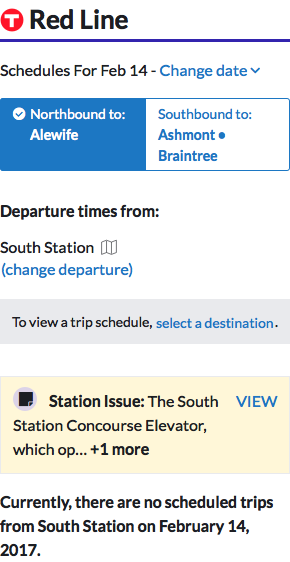 T Red Line
Schedules For Feb 14 - Change date
Northbound to: Alewife
Southbound to: Ashmont • Braintree
Departure times from:
South Station
(change departure)
To view a trip schedule, select a destination.
Station Issue: The South
Station Concourse Elevator,
which op... +1 more
VIEW
Currently, there are no scheduled trips
from South Station on February 14,
2017.